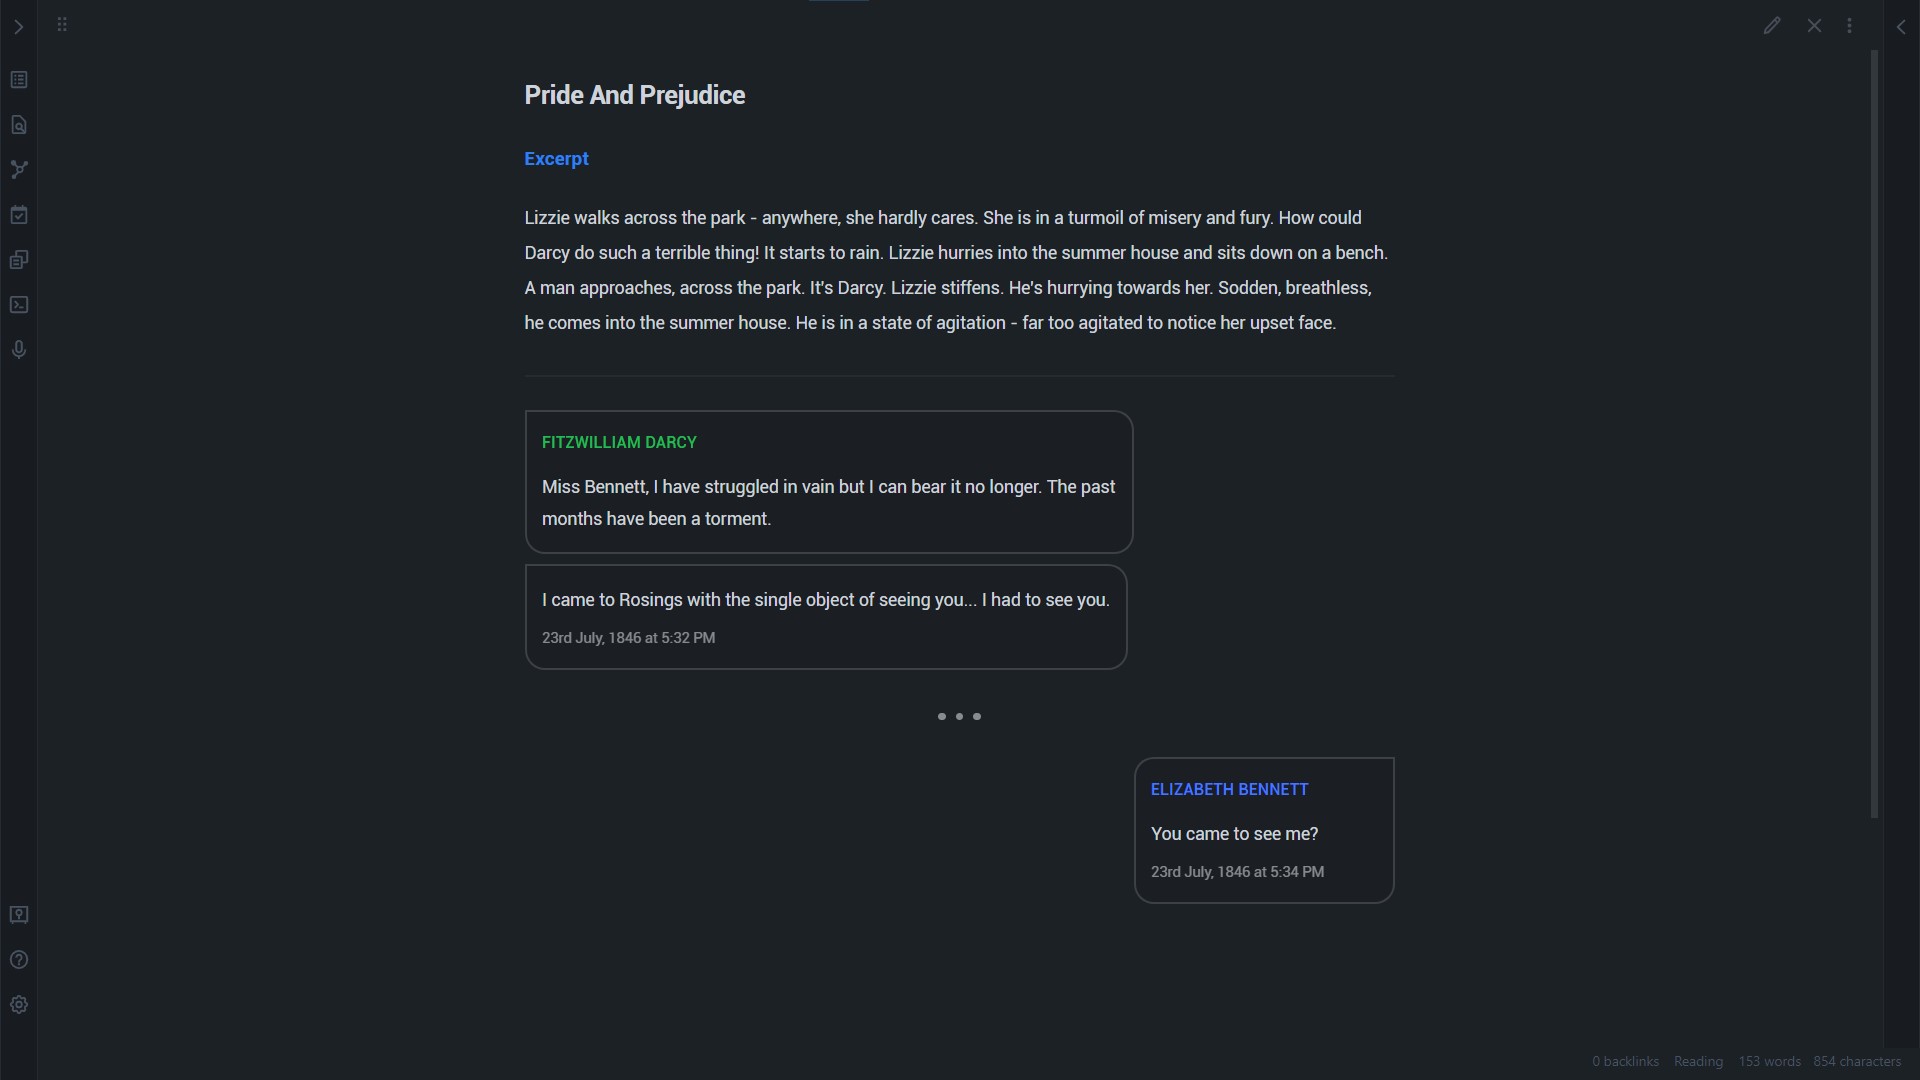 Pride And Prejudice
Excerpt
Lizzie walks across the park - anywhere, she hardly cares. She is in a turmoil of misery and fury. How could
Darcy do such a terrible thing! It starts to rain. Lizzie hurries into the summer house and sits down on a bench.
A man approaches, across the park. It's Darcy. Lizzie stiffens. He's hurrying towards her. Sodden, breathless,
he comes into the summer house. He is in a state of agitation - far too agitated to notice her upset face.
FITZWILLIAM DARCY
Miss Bennett, I have struggled in vain but I can bear it no longer. The past
months have been a torment.
I came to Rosings with the single object of seeing you... I had to see you.
23rd July, 1846 at 5:32 PM
ELIZABETH BENNETT
You came to see me?
23rd July, 1846 at 5:34 PM
0 backlinks Reading 153 words 854 characters